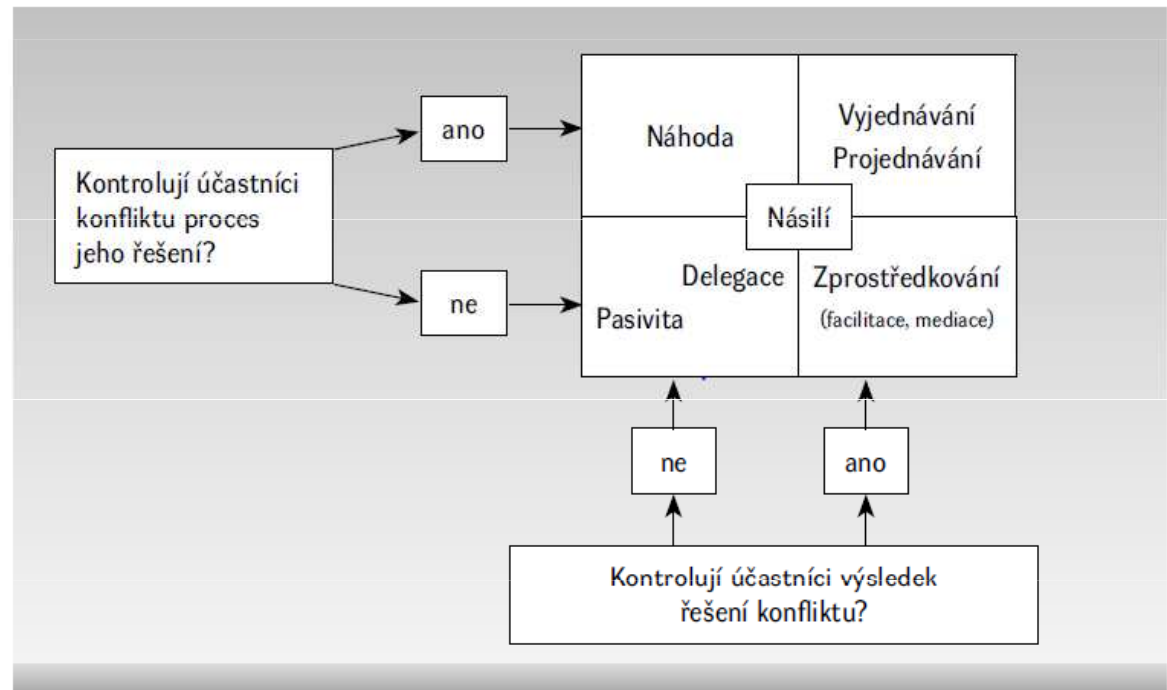 Kontrolují účastníci
konfliktu proces
jeho řešení?
ano
ne
Náhoda
Vyjednávání
Projednávání
Násilí
Delegace
Pasivita
Zprostředkování
(facilitace, mediace)
ne
ano
Kontrolují účastníci výsledek
řešení konfliktu?